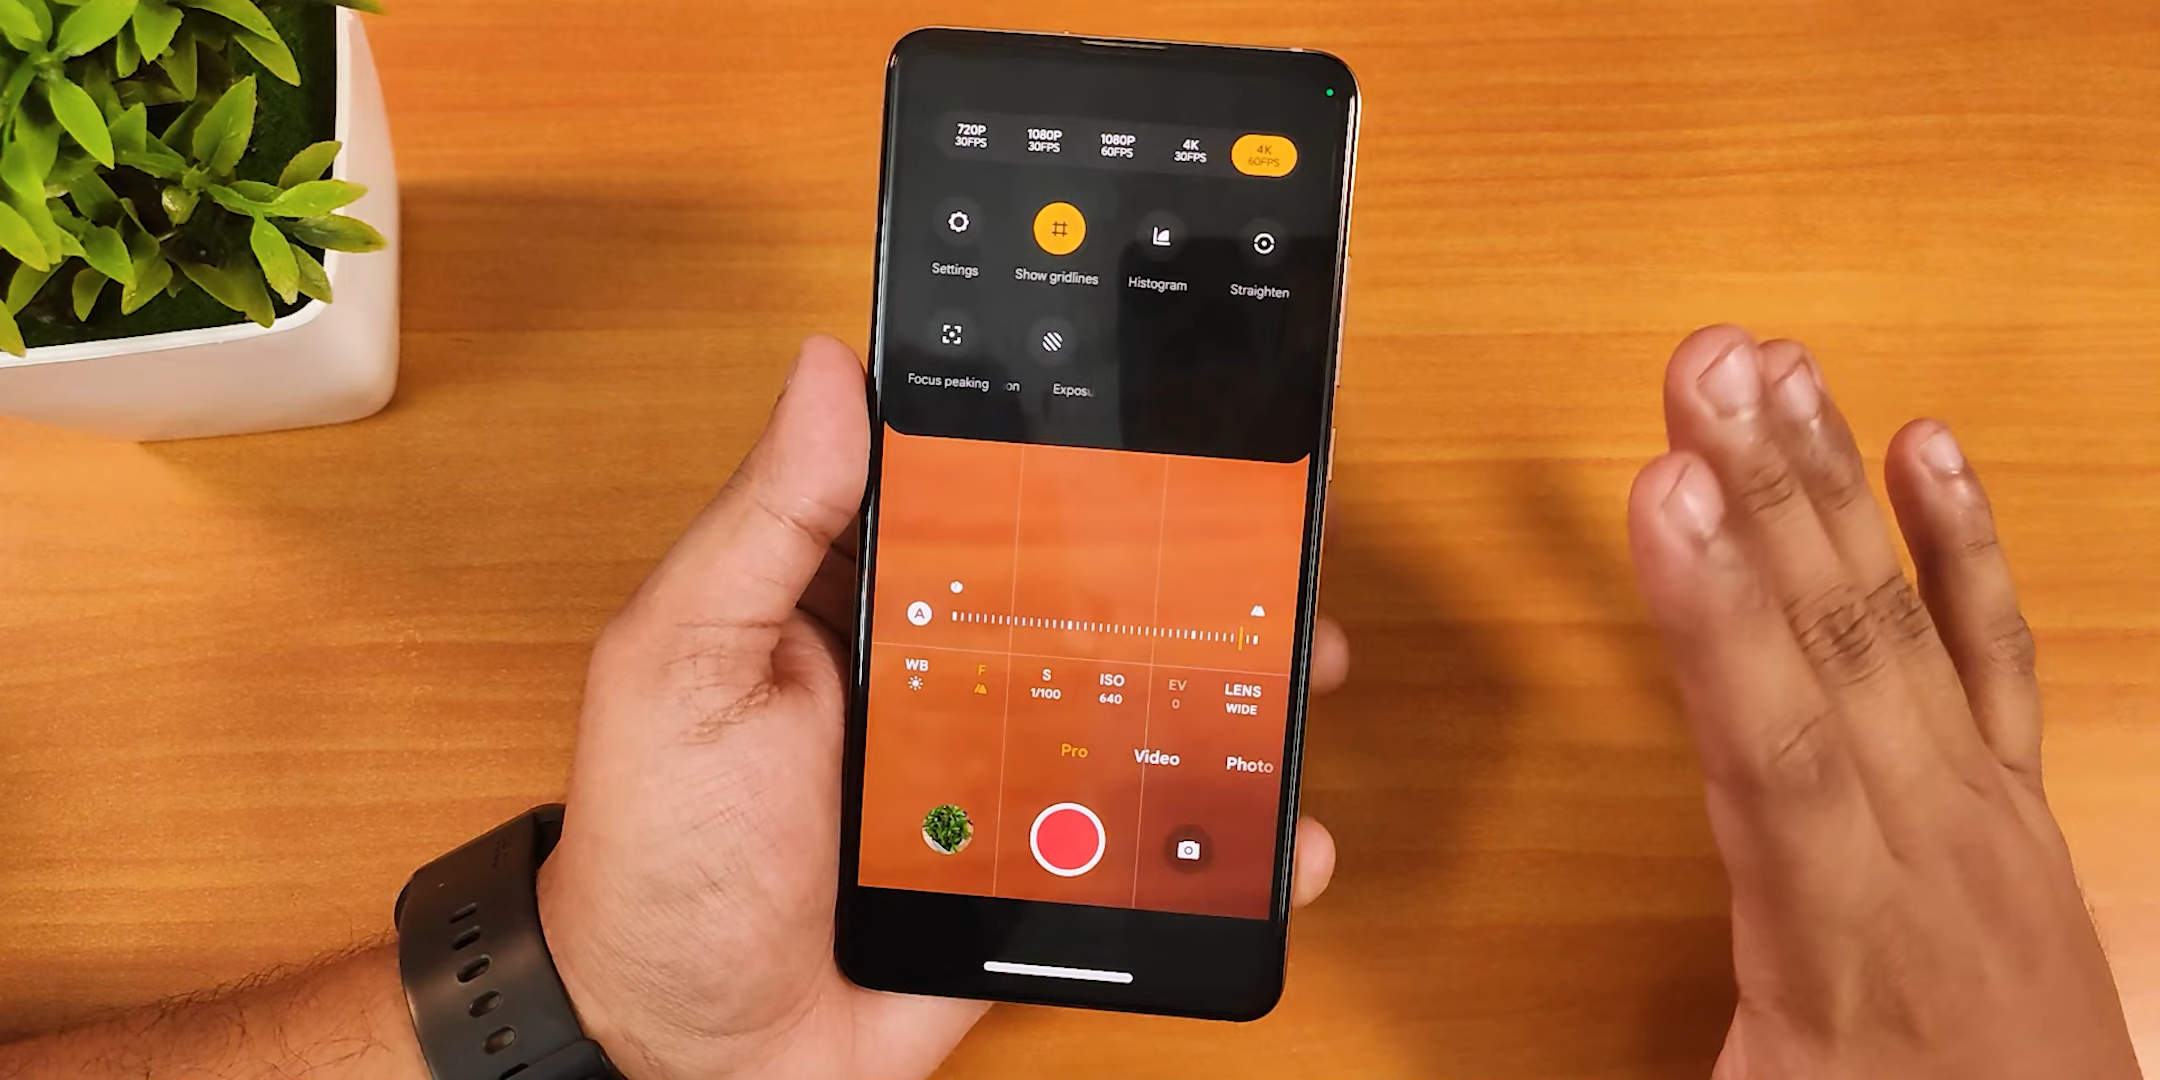 720P
30FPS
1080P
30FPS
1080P
60FPS
4K
30FPS
4K
60FPS
Settings
Show gridlines
Histogram
Straighten
Focus peaking
on
Exposu
A
WB
F
S
1/100
ISO
640
EV
0
LENS
WIDE
Pro
Video
Photo